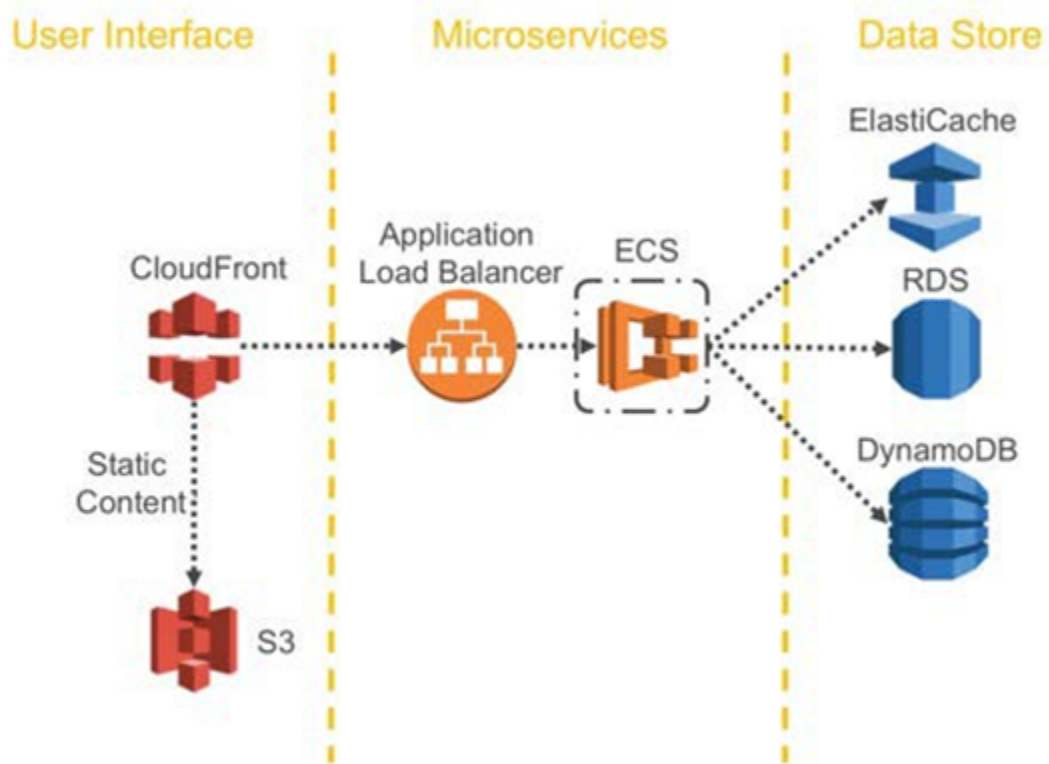 User Interface
Microservices
Data Store
ElastiCache
Application
Load Balancer
ECS
CloudFront
RDS
DynamoDB
Static
Content
S3